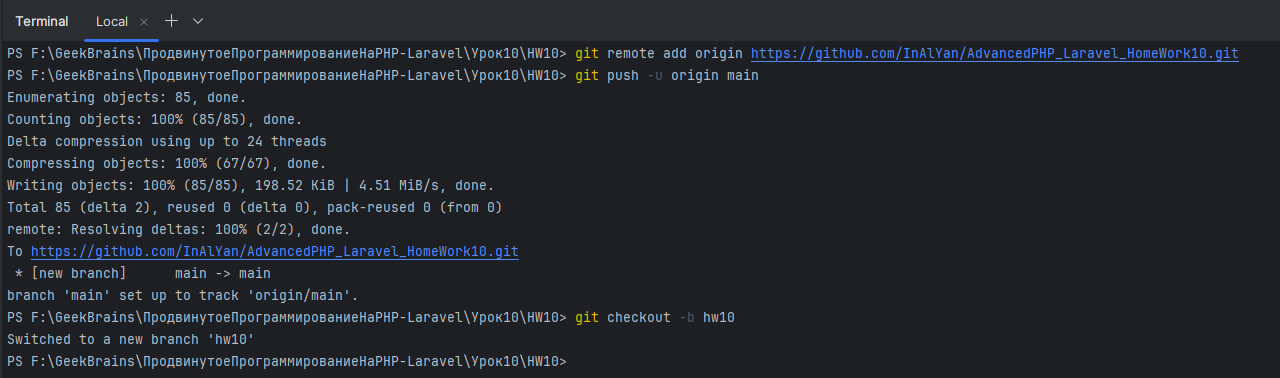 Terminal Local × +
PS F:\GeekBrains\ПродвинутоеПрограммированиеНаPHP-Laravel\Урок10\HW10> git remote add origin https://github.com/InAlYan/AdvancedPHP_Laravel_HomeWork10.git
PS F:\GeekBrains\ПродвинутоеПрограммированиеНаPHP-Laravel\Урок10\HW10> git push -u origin main
Enumerating objects: 85, done.
Counting objects: 100% (85/85), done.
Delta compression using up to 24 threads
Compressing objects: 100% (67/67), done.
Writing objects: 100% (85/85), 198.52 KiB | 4.51 MiB/s, done.
Total 85 (delta 2), reused 0 (delta 0), pack-reused 0 (from 0)
remote: Resolving deltas: 100% (2/2), done.
To https://github.com/InAlYan/AdvancedPHP_Laravel_HomeWork10.git
 * [new branch]      main -> main
branch 'main' set up to track 'origin/main'.
PS F:\GeekBrains\ПродвинутоеПрограммированиеНаPHP-Laravel\Урок10\HW10> git checkout -b hw10
Switched to a new branch 'hw10'
PS F:\GeekBrains\ПродвинутоеПрограммированиеНаPHP-Laravel\Урок10\HW10>